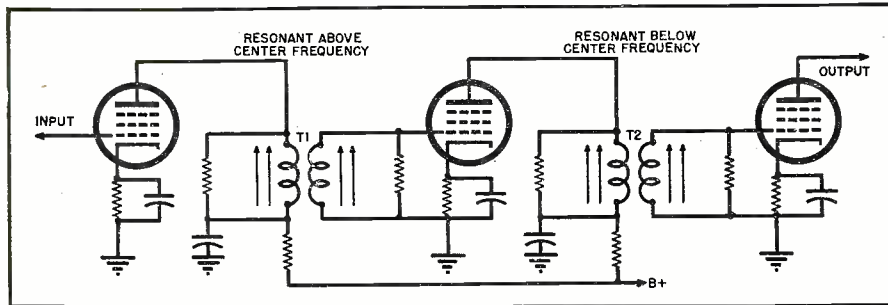 RESONANT ABOVE
CENTER FREQUENCY
RESONANT BELOW
CENTER FREQUENCY
OUTPUT
INPUT
T1
T2
B+